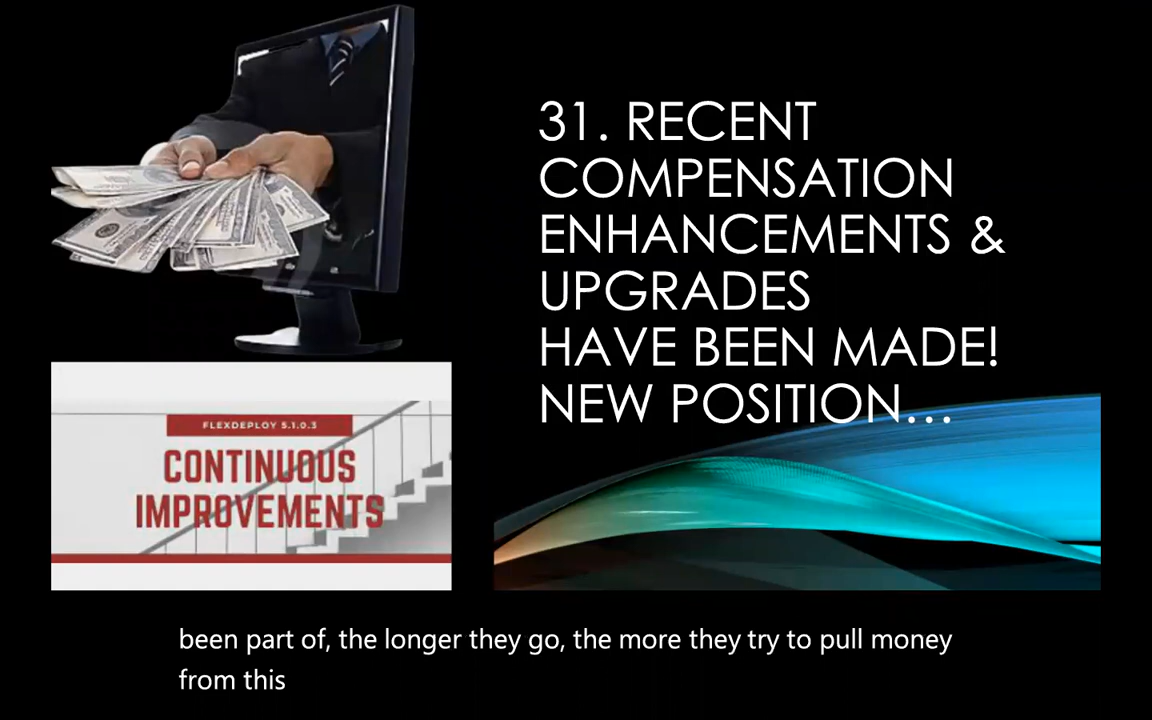 31. RECENT
COMPENSATION
ENHANCEMENTS &
UPGRADES
HAVE BEEN MADE!
NEW POSITION...
FLEXDEPLOY 5.1.0.3
CONTINUOUS
IMPROVEMENTS
been part of, the longer they go, the more they try to pull money
from this